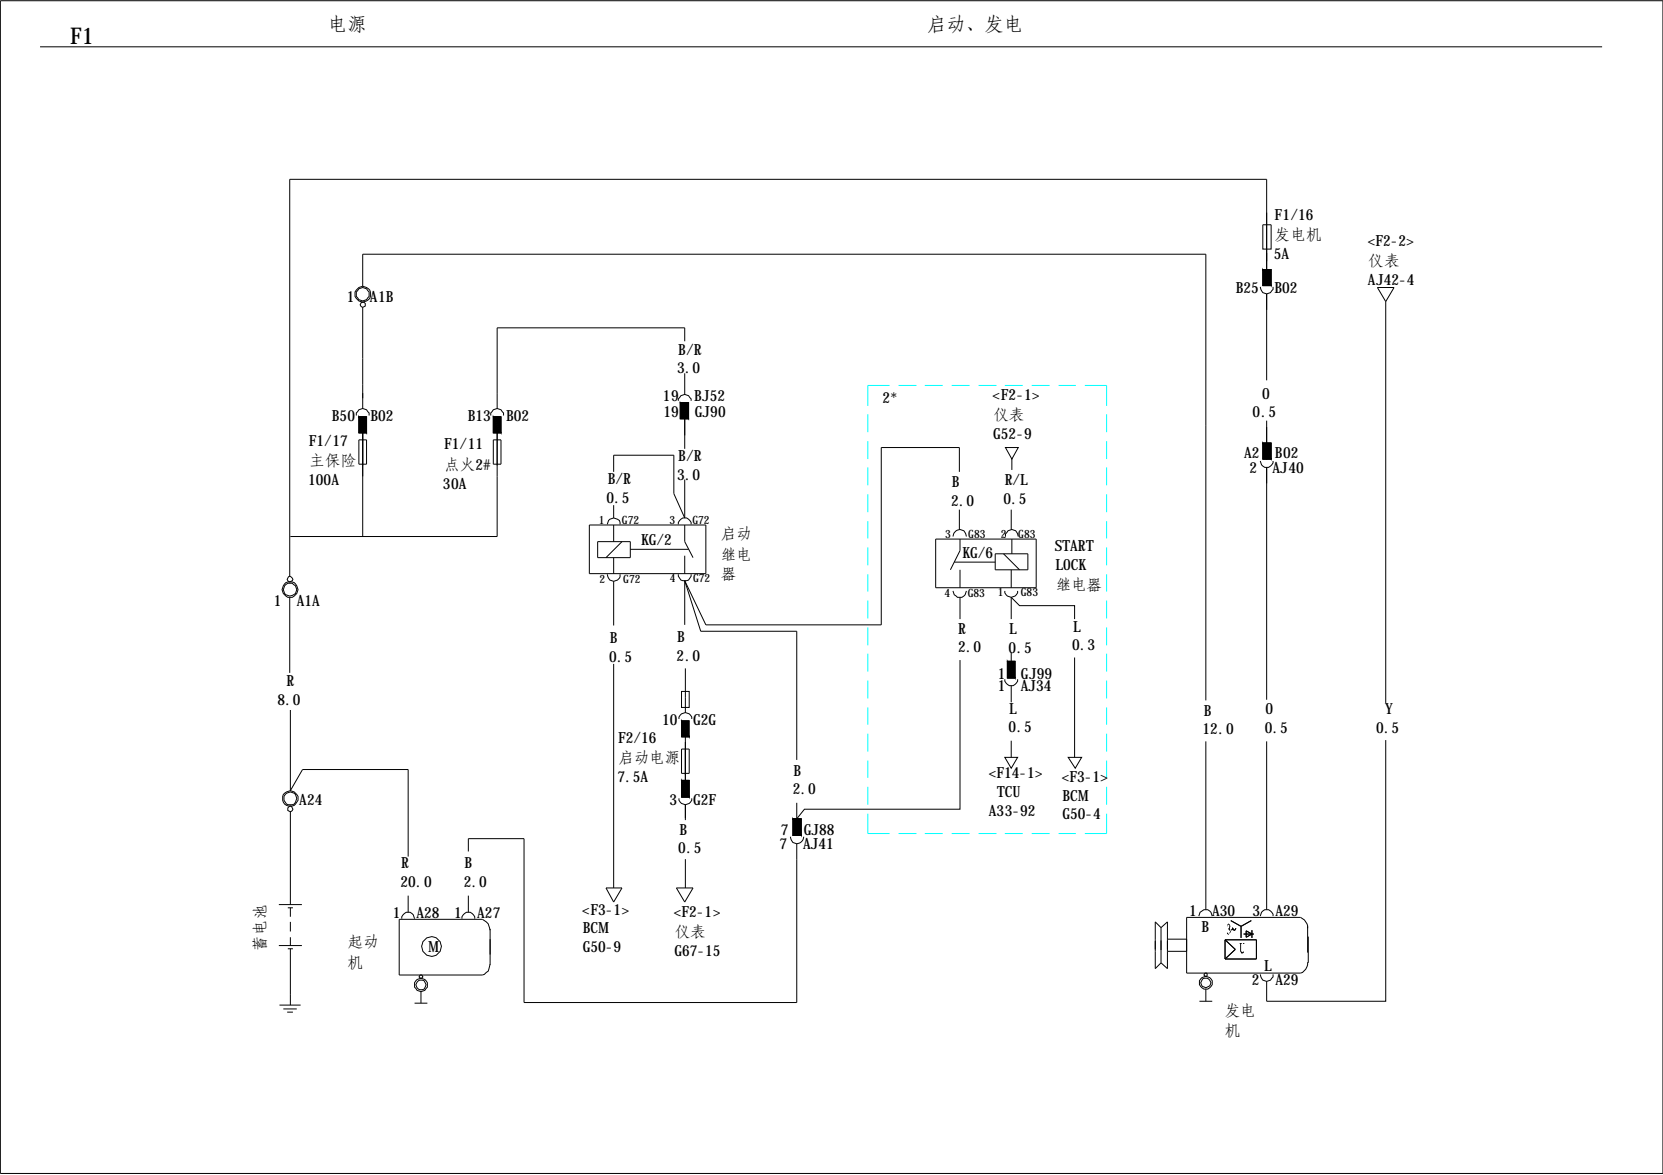 F1
电源
启动、发电
F1/16
发电机
5A
B25 B02
<F2-2>
仪表
AJ42-4
1 A1B
B/R
3.0
19 BJ52
19 GJ90
B50 B02
F1/17
主保险
100A
B13 B02
F1/11
点火2#
30A
B/R
3.0
B/R
0.5
1 G72
3 G72
KG/2
启动
继电
器
2 G72
4 G72
2*
<F2-1>
仪表
G52-9
B
2.0
R/L
0.5
3 G83
2 G83
KG/6
START
LOCK
继电器
4 G83
1 G83
O
0.5
A2 B02
2 AJ40
1 A1A
R
8.0
B
0.5
B
2.0
R
2.0
L
0.5
L
0.3
1 GJ99
1 AJ34
L
0.5
10 G2G
F2/16
启动电源
7.5A
3 G2F
B
0.5
B
2.0
<F14-1>
TCU
A33-92
<F3-1>
BCM
G50-4
B
12.0
O
0.5
Y
0.5
A24
7 GJ88
7 AJ41
R
20.0
B
2.0
蓄电池
1 A28
1 A27
起动
机
M
<F3-1>
BCM
G50-9
<F2-1>
仪表
G67-15
1 A30
3 A29
B
3~
L
2 A29
发电
机